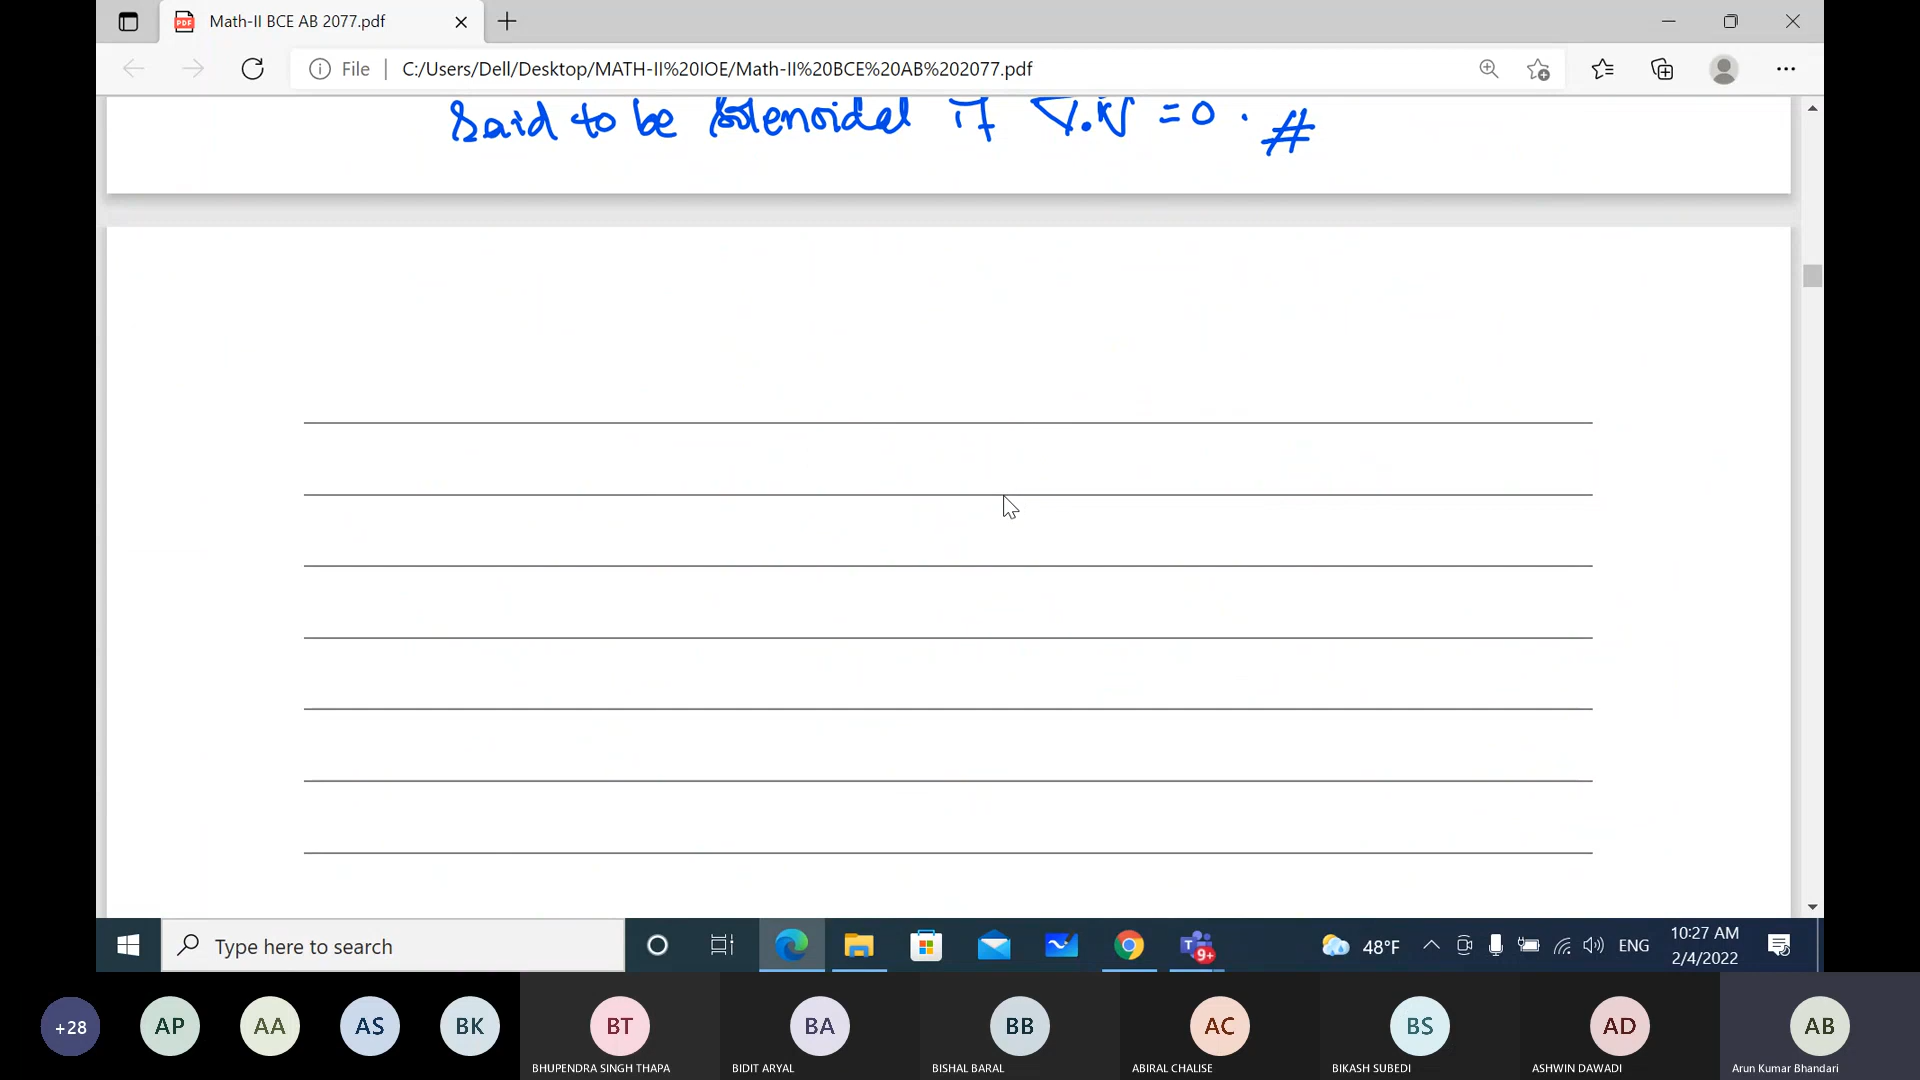 Math-II BCE AB 2077.pdf
File
C:/Users/Dell/Desktop/MATH-II%20IOE/Math-II%20BCE%20AB%202077.pdf
Said to be Solenoidal if ∇.V = 0 . #
Type here to search
T
9+
48°F
ENG
10:27 AM
2/4/2022
+28
AP
AA
AS
BK
BT
BHUPENDRA SINGH THAPA
BA
BIDIT ARYAL
BB
BISHAL BARAL
AC
ABIRAL CHALISE
BS
BIKASH SUBEDI
AD
ASHWIN DAWADI
AB
Arun Kumar Bhandari